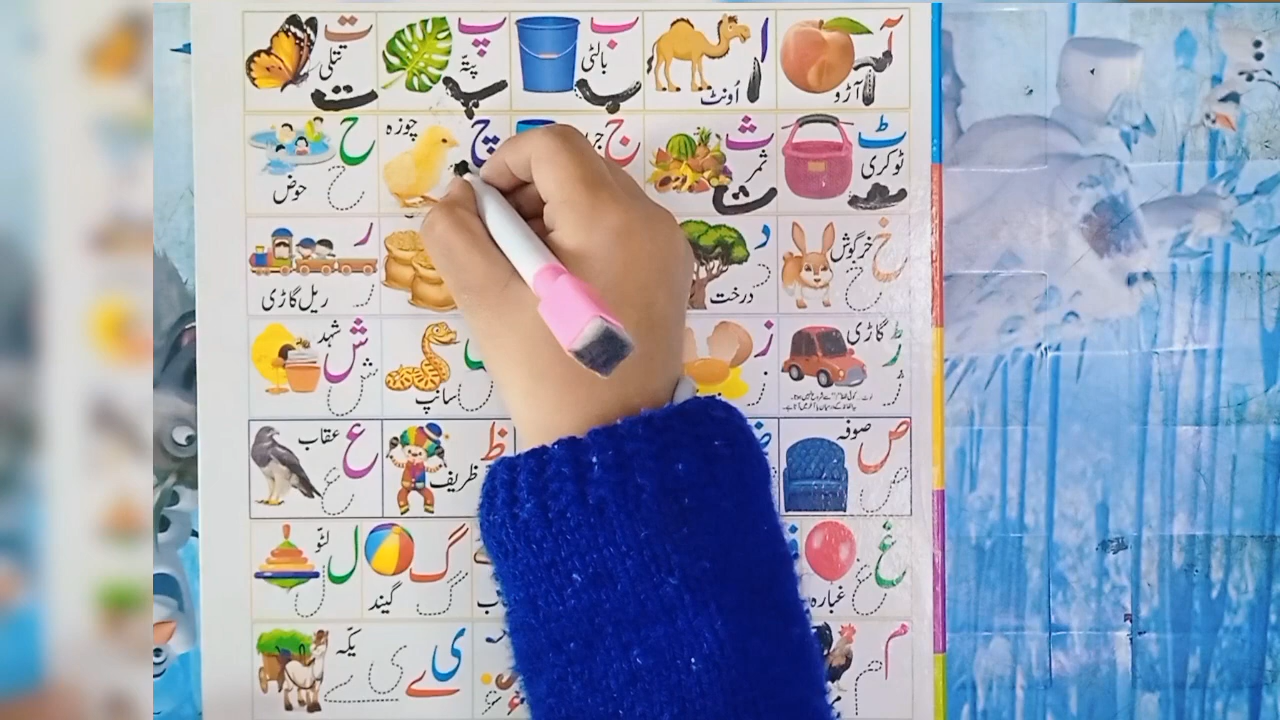 آ آڑو
ا اُونٹ
ب بالٹی
پ پتّہ
ت تتلی
ٹ ٹوکری
ث ثمر
ج
چ چوزہ
ح حوض
خ خرگوش
د درخت
ر ریل گاڑی
ڑ گاڑی
ز
سانپ
ش شہد
ص صوفہ
ظ ظریف
ع عقاب
غ غبارہ
گ گیند
ل لٹّو
م
ی ے یکّہ